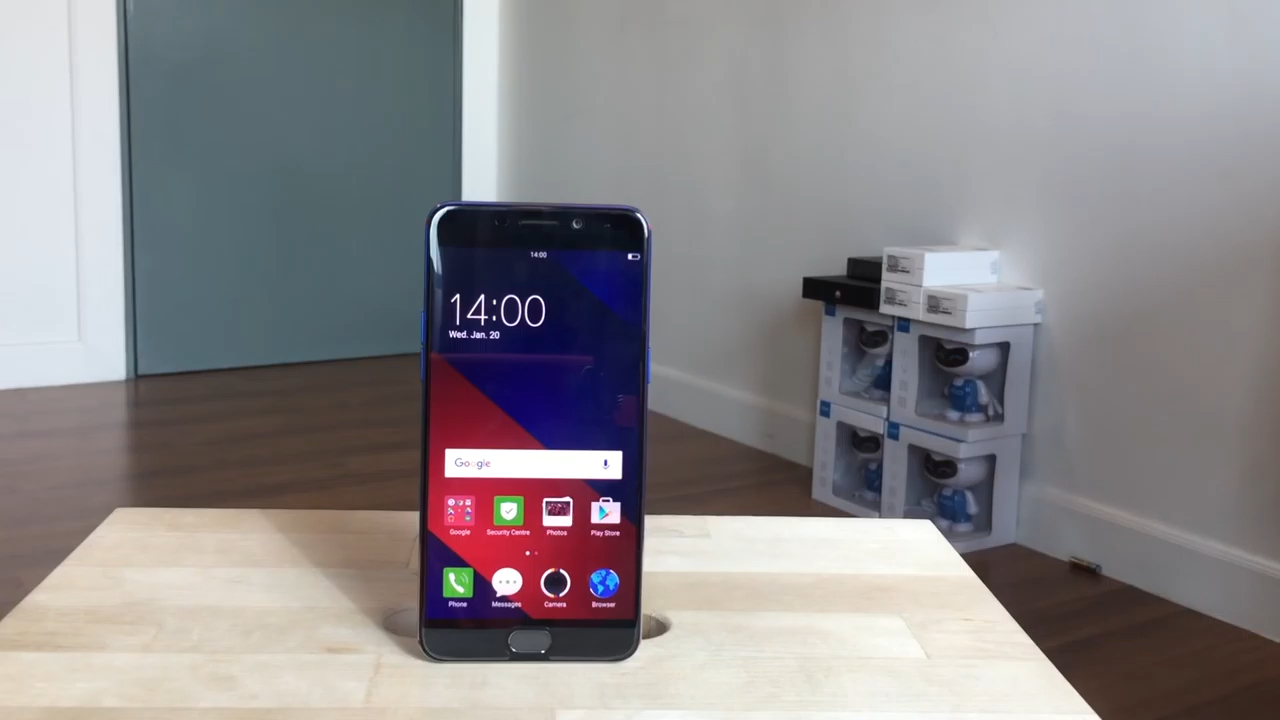 14:00
14:00
Wed. Jan. 20
Google
Google
Security Centre
Photos
Play Store
Phone
Messages
Camera
Browser